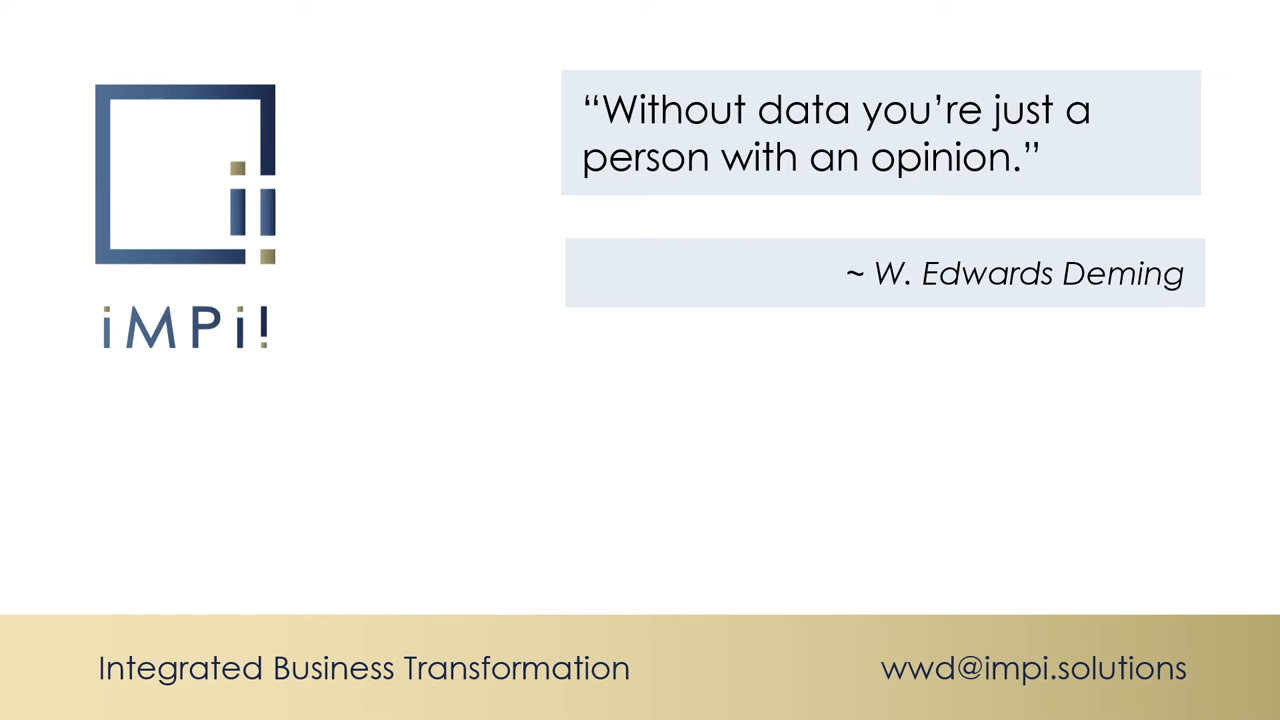 iMPi!
“Without data you’re just a
person with an opinion.”
~ W. Edwards Deming
Integrated Business Transformation
wwd@impi.solutions